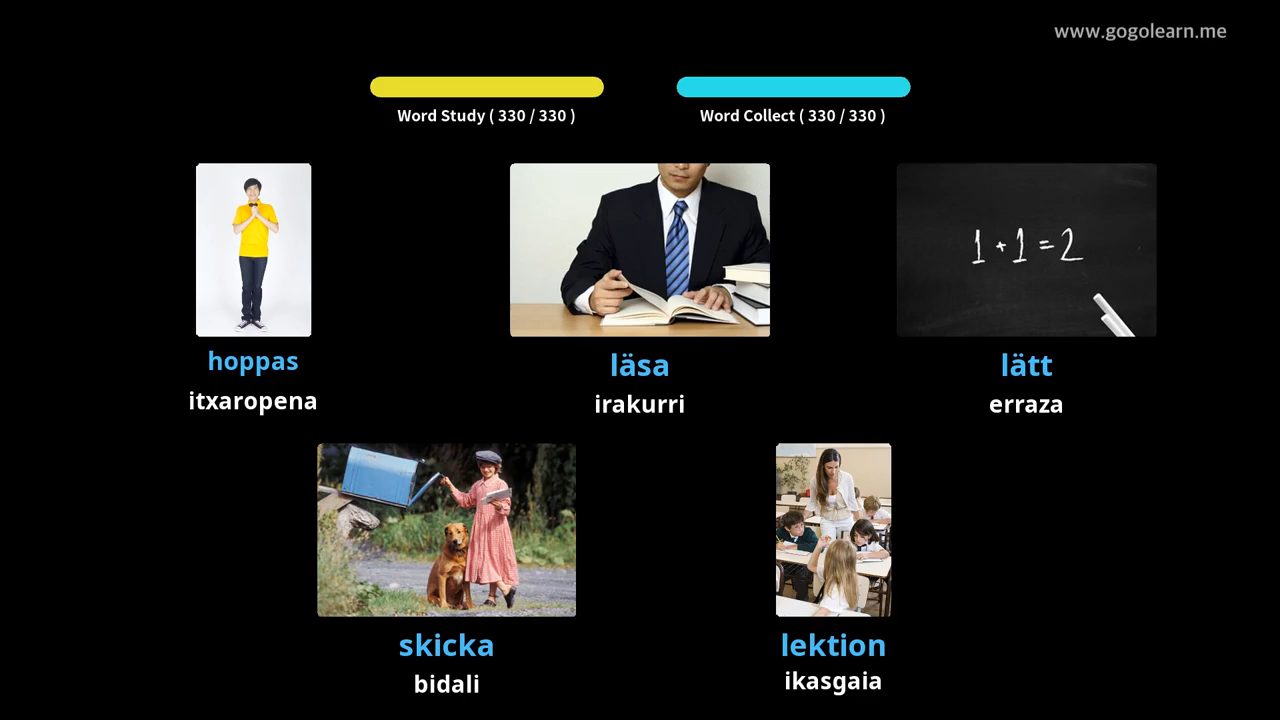 www.gogolearn.me
Word Study ( 330 / 330 )
Word Collect ( 330 / 330 )
1 + 1 = 2
hoppas
itxaropena
läsa
irakurri
lätt
erraza
skicka
bidali
lektion
ikasgaia